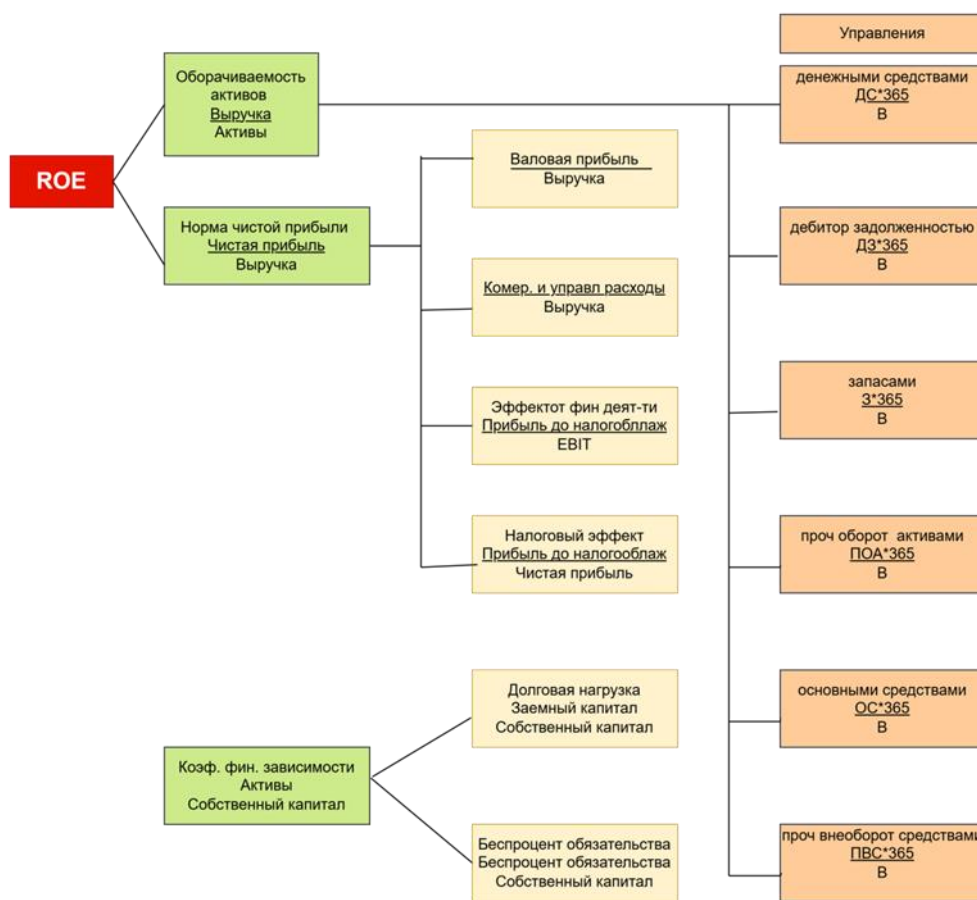 ROE
Оборачиваемость
активов
Выручка
Активы
Норма чистой прибыли
Чистая прибыль
Выручка
Коэф. фин. зависимости
Активы
Собственный капитал
Валовая прибыль
Выручка
Комер. и управл расходы
Выручка
Эффектот фин деят-ти
Прибыль до налогобллаж
EBIT
Налоговый эффект
Прибыль до налогооблаж
Чистая прибыль
Долговая нагрузка
Заемный капитал
Собственный капитал
Беспроцент обязательства
Беспроцент обязательства
Собственный капитал
Управления
денежными средствами
ДС*365
В
дебитор задолженностью
ДЗ*365
В
запасами
З*365
В
проч оборот активами
ПОА*365
В
основными средствами
ОС*365
В
проч внеоборот средствами
ПВС*365
В